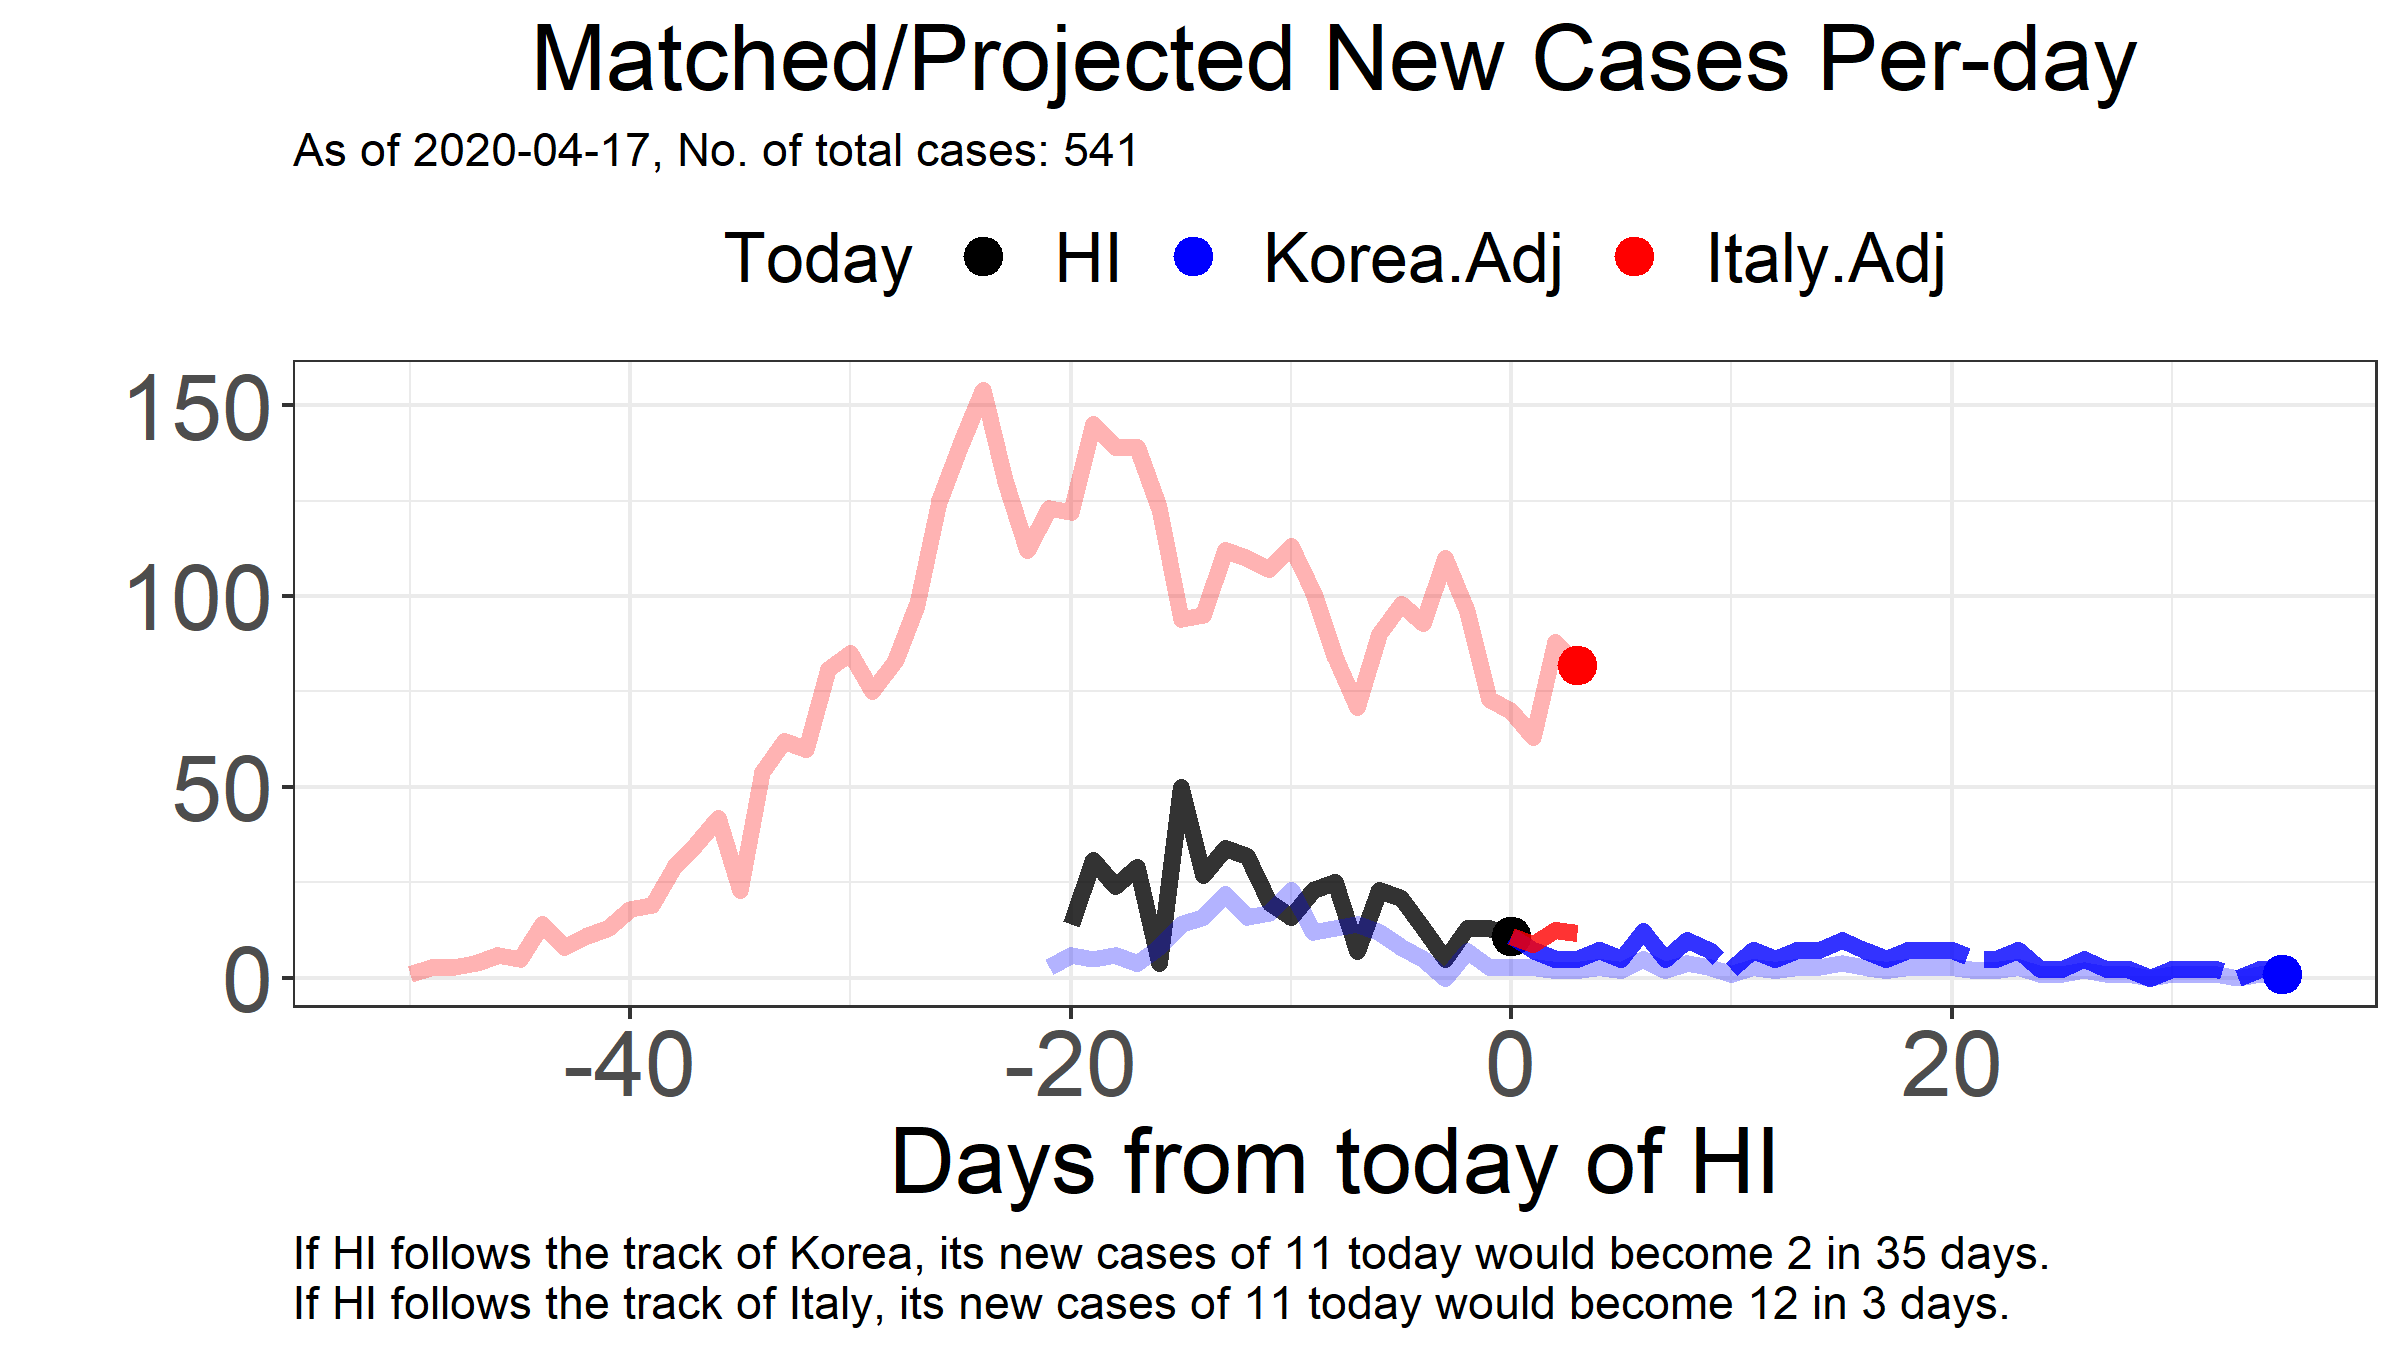 Matched/Projected New Cases Per-day
As of 2020-04-17, No. of total cases: 541
Today HI Korea.Adj Italy.Adj
150
100
50
0
-40 -20 0 20
Days from today of HI
If HI follows the track of Korea, its new cases of 11 today would become 2 in 35 days.
If HI follows the track of Italy, its new cases of 11 today would become 12 in 3 days.